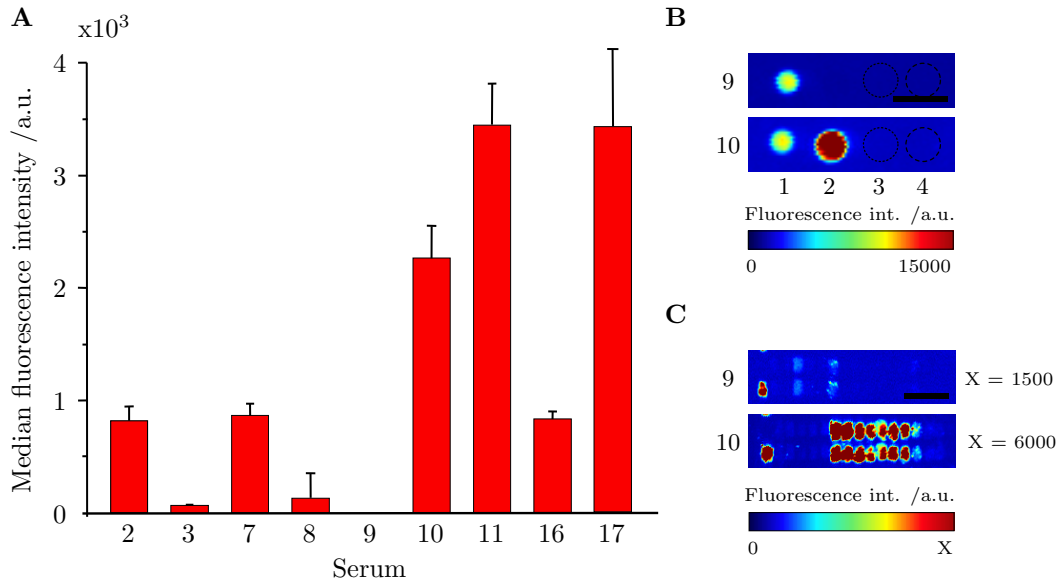 A
x10³
Median fluorescence intensity /a.u.
4
3
2
1
0
2 3 7 8 9 10 11 16 17
Serum
B
9
10
1 2 3 4
Fluorescence int. /a.u.
0 15000
C
9 X = 1500
10 X = 6000
Fluorescence int. /a.u.
0 X